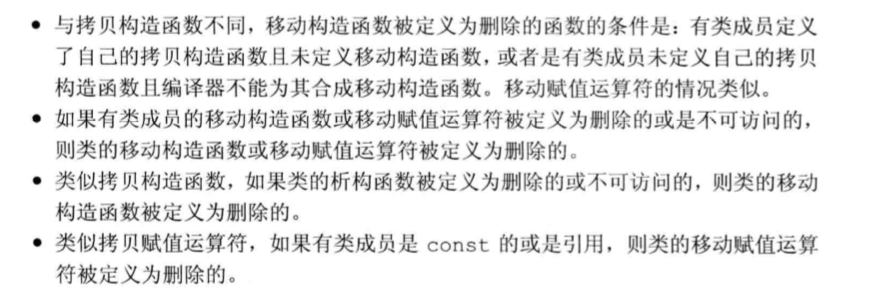 • 与拷贝构造函数不同，移动构造函数被定义为删除的函数的条件是：有类成员定义
了自己的拷贝构造函数且未定义移动构造函数，或者是有类成员未定义自己的拷贝
构造函数且编译器不能为其合成移动构造函数。移动赋值运算符的情况类似。
• 如果有类成员的移动构造函数或移动赋值运算符被定义为删除的或是不可访问的，
则类的移动构造函数或移动赋值运算符被定义为删除的。
• 类似拷贝构造函数，如果类的析构函数被定义为删除的或不可访问的，则类的移动
构造函数被定义为删除的。
• 类似拷贝赋值运算符，如果有类成员是 const 的或是引用，则类的移动赋值运算
符被定义为删除的。